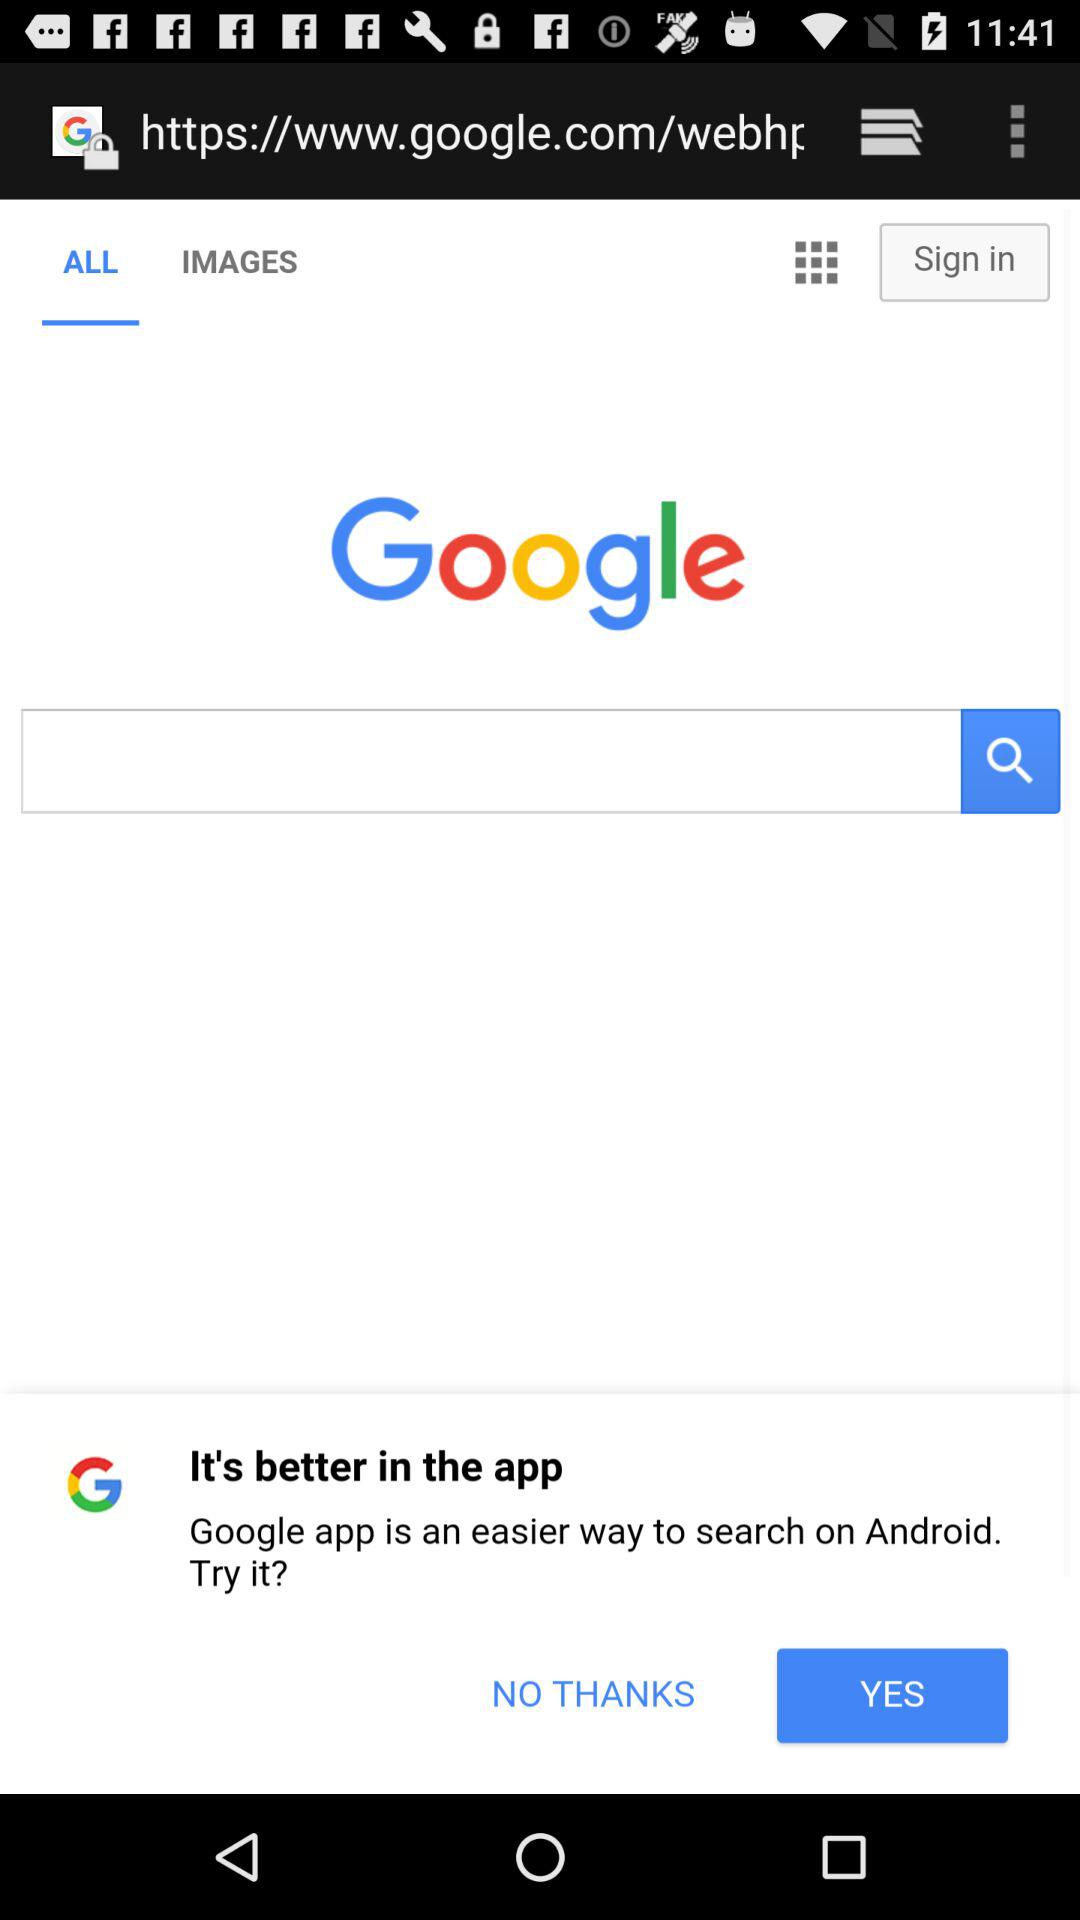 FAKE 11:41
https://www.google.com/webhp
ALL IMAGES Sign in
Google
It's better in the app
Google app is an easier way to search on Android.
Try it?
NO THANKS YES